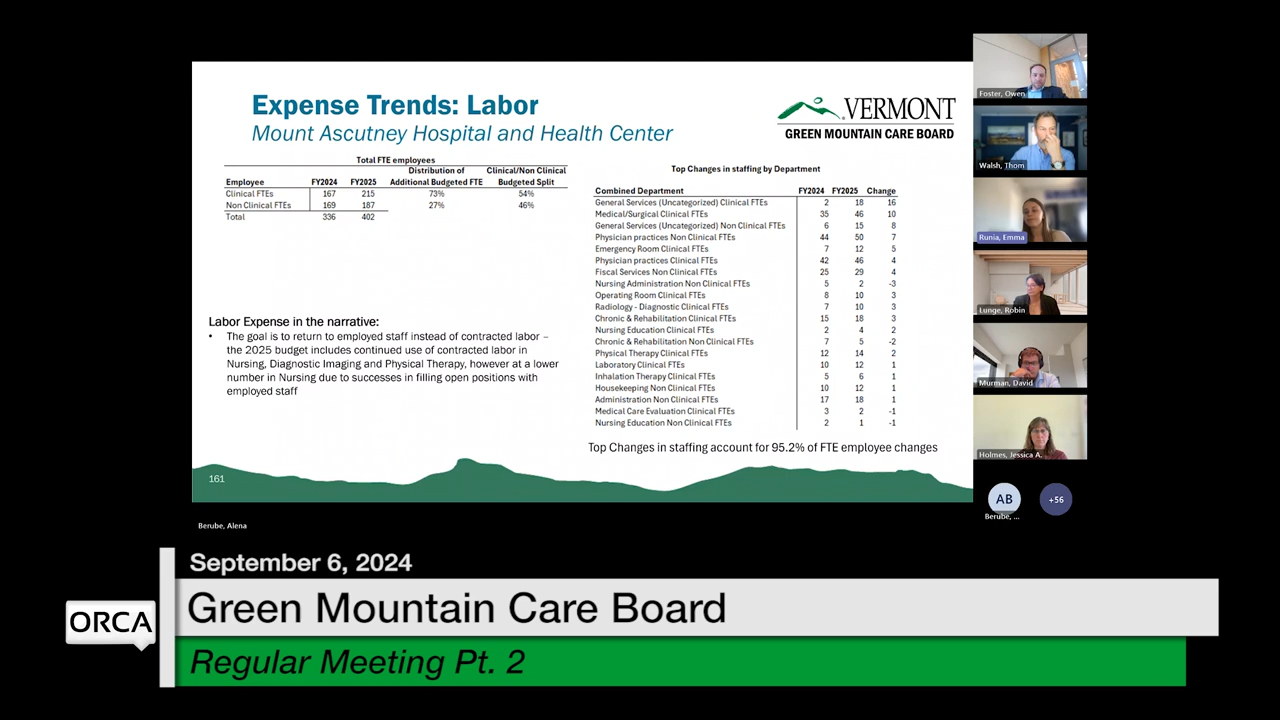 Expense Trends: Labor
Mount Ascutney Hospital and Health Center
VERMONT
GREEN MOUNTAIN CARE BOARD
Total FTE employees
Distribution of Clinical/Non Clinical
Employee FY2024 FY2025 Additional Budgeted FTE Budgeted Split
Clinical FTEs 167 215 73% 54%
Non Clinical FTEs 169 187 27% 46%
Total 336 402
Labor Expense in the narrative:
• The goal is to return to employed staff instead of contracted labor –
the 2025 budget includes continued use of contracted labor in
Nursing, Diagnostic Imaging and Physical Therapy, however at a lower
number in Nursing due to successes in filling open positions with
employed staff
Top Changes in staffing by Department
Combined Department FY2024 FY2025 Change
General Services (Uncategorized) Clinical FTEs 2 18 16
Medical/Surgical Clinical FTEs 35 46 10
General Services (Uncategorized) Non Clinical FTEs 6 15 8
Physician practices Non Clinical FTEs 44 50 7
Emergency Room Clinical FTEs 7 12 5
Physician practices Clinical FTEs 42 46 4
Fiscal Services Non Clinical FTEs 25 29 4
Nursing Administration Non Clinical FTEs 5 2 -3
Operating Room Clinical FTEs 8 10 3
Radiology - Diagnostic Clinical FTEs 7 10 3
Chronic & Rehabilitation Clinical FTEs 15 18 3
Nursing Education Clinical FTEs 2 4 2
Chronic & Rehabilitation Non Clinical FTEs 7 5 -2
Physical Therapy Clinical FTEs 12 14 2
Laboratory Clinical FTEs 10 12 1
Inhalation Therapy Clinical FTEs 5 6 1
Housekeeping Non Clinical FTEs 10 12 1
Administration Non Clinical FTEs 17 18 1
Medical Care Evaluation Clinical FTEs 3 2 -1
Nursing Education Non Clinical FTEs 2 1 -1
Top Changes in staffing account for 95.2% of FTE employee changes
161
Foster, Owen
Walsh, Thom
Runia, Emma
Lunge, Robin
Murman, David
Holmes, Jessica A.
AB +56
Berube, ...
Berube, Alena
September 6, 2024
ORCA
Green Mountain Care Board
Regular Meeting Pt. 2